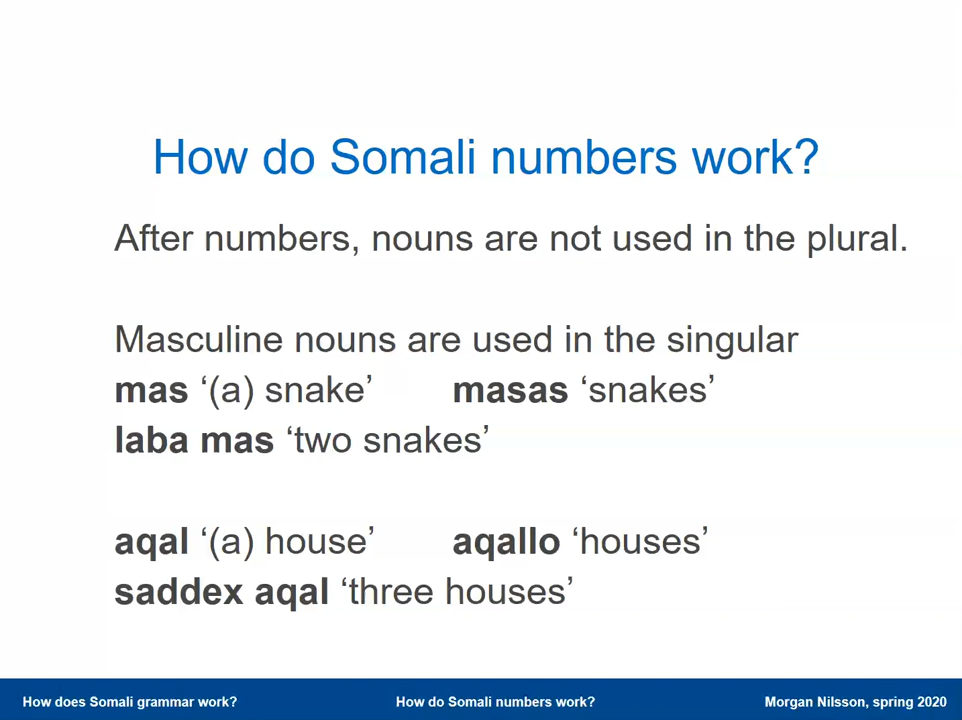 How do Somali numbers work?
After numbers, nouns are not used in the plural.
Masculine nouns are used in the singular
mas ‘(a) snake’ masas ‘snakes’
laba mas ‘two snakes’
aqal ‘(a) house’ aqallo ‘houses’
saddex aqal ‘three houses’
How does Somali grammar work? How do Somali numbers work? Morgan Nilsson, spring 2020